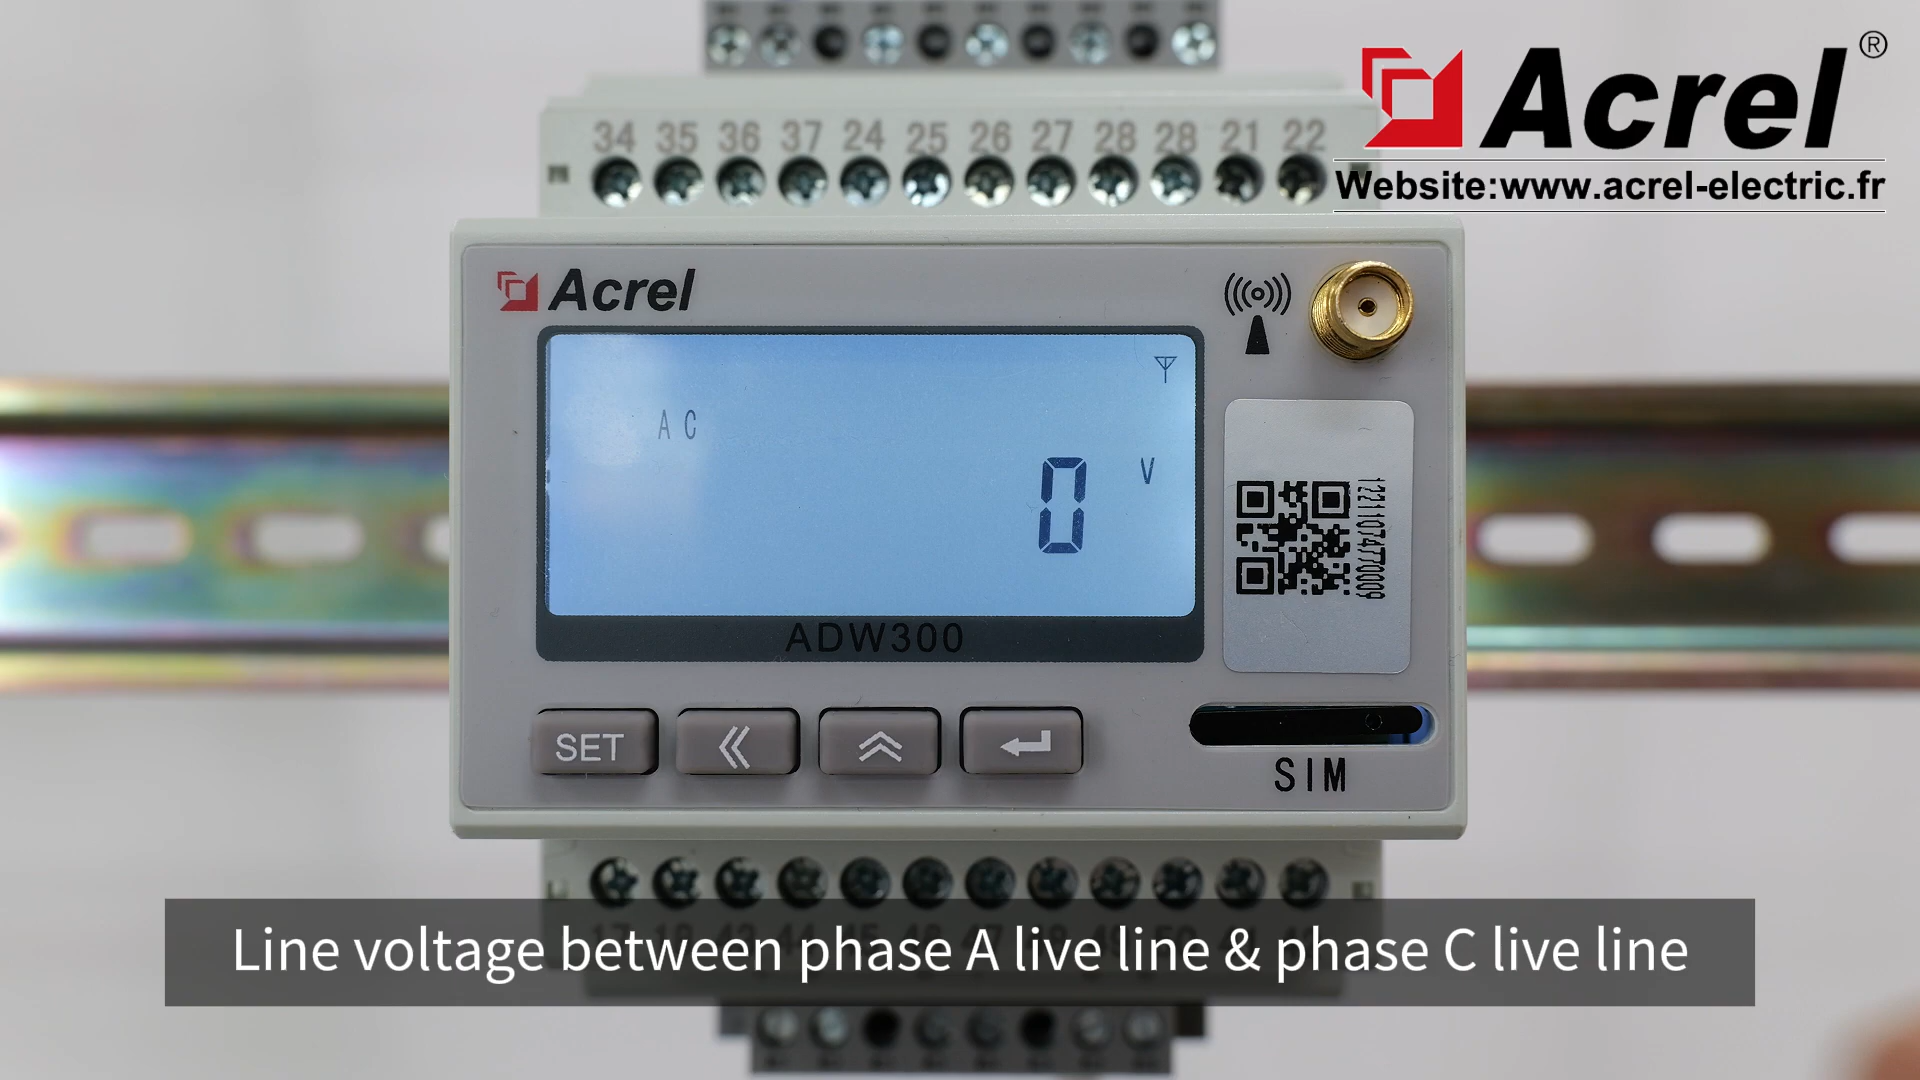 Acrel®
Website:www.acrel-electric.fr
34 35 36 37 24 25 26 27 28 28 21 22
Acrel
A C
0 V
ADW300
12211074770009
SET
SIM
Line voltage between phase A live line & phase C live line